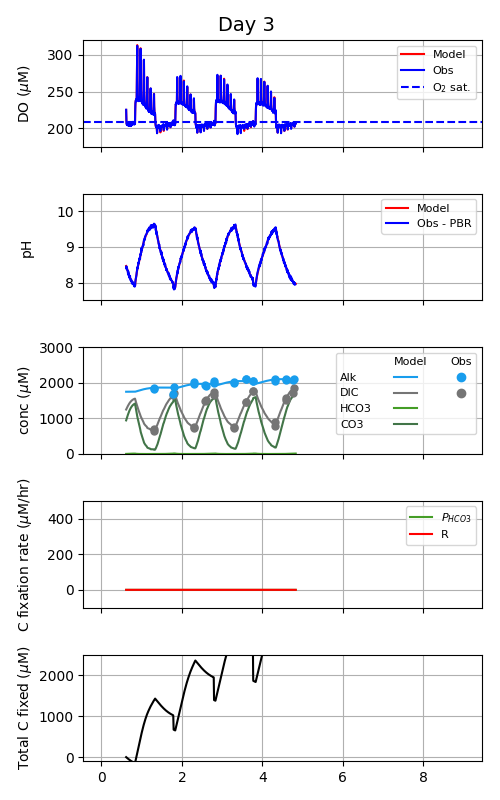 Day 3
DO (μM)
300
250
200
Model
Obs
O2 sat.
pH
10
9
8
Model
Obs - PBR
conc (μM)
3000
2000
1000
0
Model Obs
Alk
DIC
HCO3
CO3
C fixation rate (μM/hr)
400
200
0
P_HCO3
R
Total C fixed (μM)
2000
1000
0
0 2 4 6 8